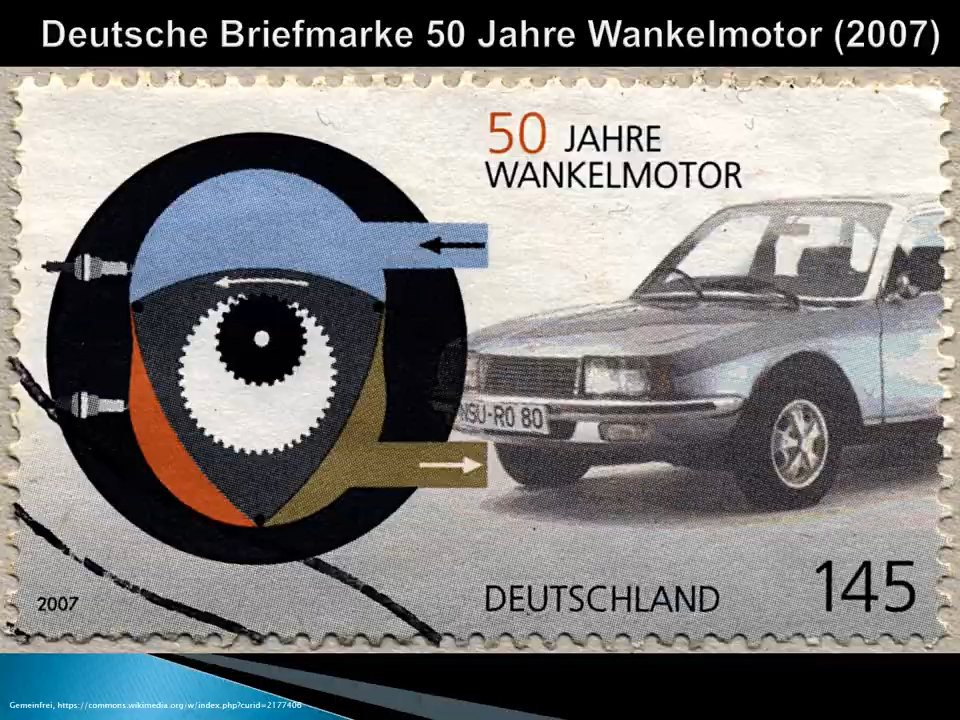 Deutsche Briefmarke 50 Jahre Wankelmotor (2007)
50 JAHRE
WANKELMOTOR
NSU-RO 80
2007
DEUTSCHLAND
145
Gemeinfrei, https://commons.wikimedia.org/w/index.php?curid=2177406